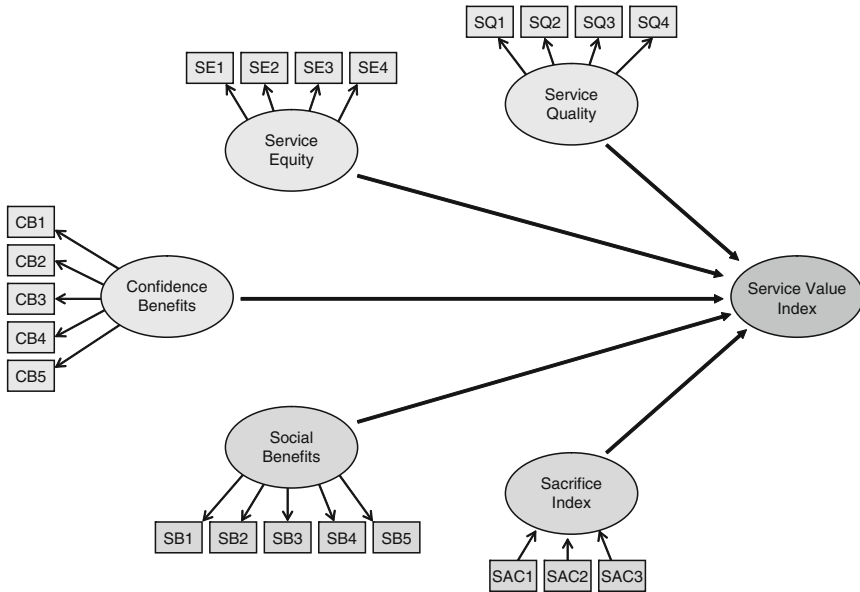 SQ1
SQ2
SQ3
SQ4
SE1
SE2
SE3
SE4
Service
Quality
Service
Equity
CB1
CB2
CB3
CB4
CB5
Confidence
Benefits
Service Value
Index
Social
Benefits
Sacrifice
Index
SB1
SB2
SB3
SB4
SB5
SAC1
SAC2
SAC3